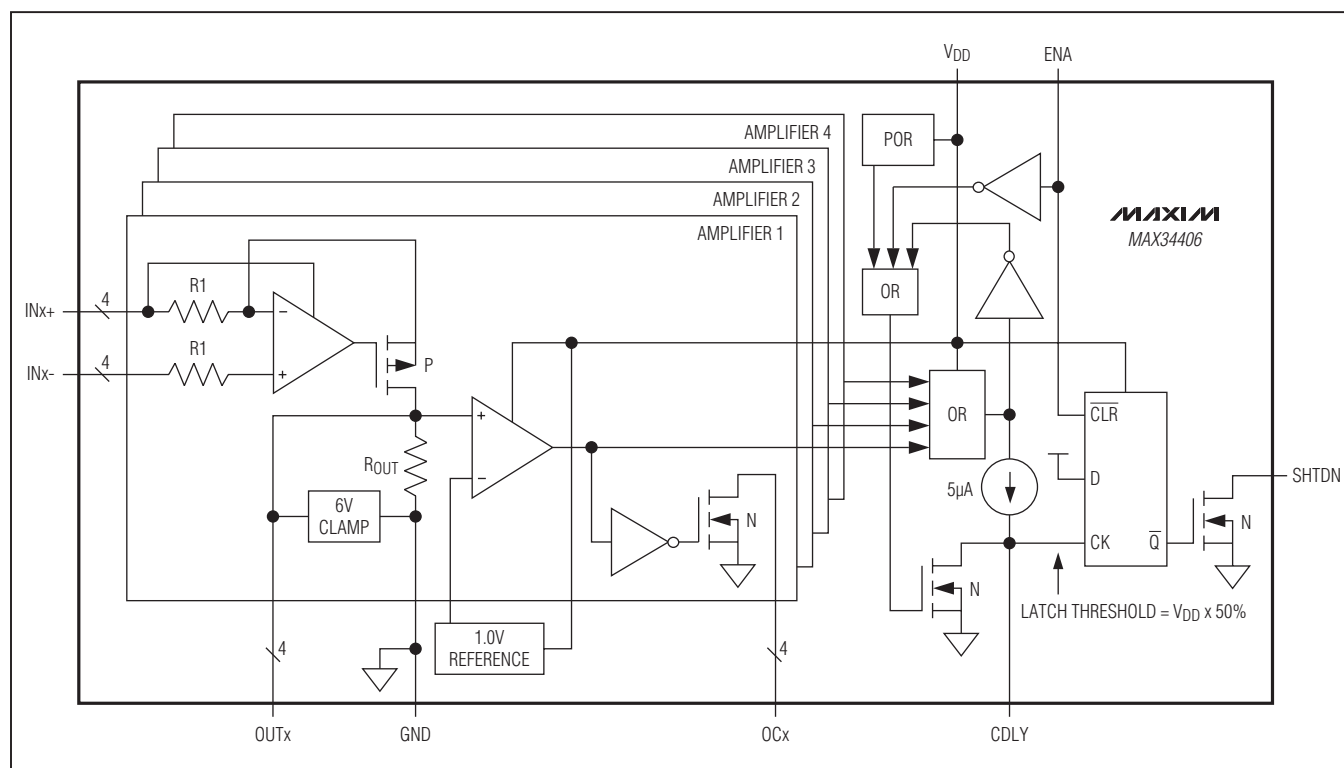 VDD
ENA
AMPLIFIER 4
AMPLIFIER 3
AMPLIFIER 2
AMPLIFIER 1
POR
MAXIM
MAX34406
OR
INx+
4
R1
−
INx-
4
R1
+
P
+
−
ROUT
6V
CLAMP
N
OR
5µA
CLR
D
CK
Q
N
SHTDN
N
LATCH THRESHOLD = VDD x 50%
1.0V
REFERENCE
4
4
OUTx
GND
OCx
CDLY